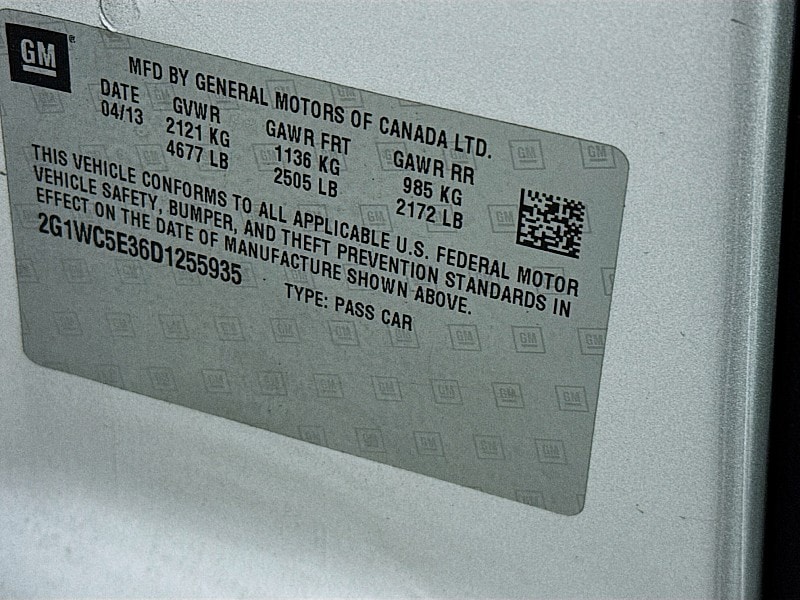 GM
MFD BY GENERAL MOTORS OF CANADA LTD.
DATE GVWR GAWR FRT GAWR RR
04/13 2121 KG 1136 KG 985 KG
4677 LB 2505 LB 2172 LB
THIS VEHICLE CONFORMS TO ALL APPLICABLE U.S. FEDERAL MOTOR
VEHICLE SAFETY, BUMPER, AND THEFT PREVENTION STANDARDS IN
EFFECT ON THE DATE OF MANUFACTURE SHOWN ABOVE.
2G1WC5E36D1255935 TYPE: PASS CAR